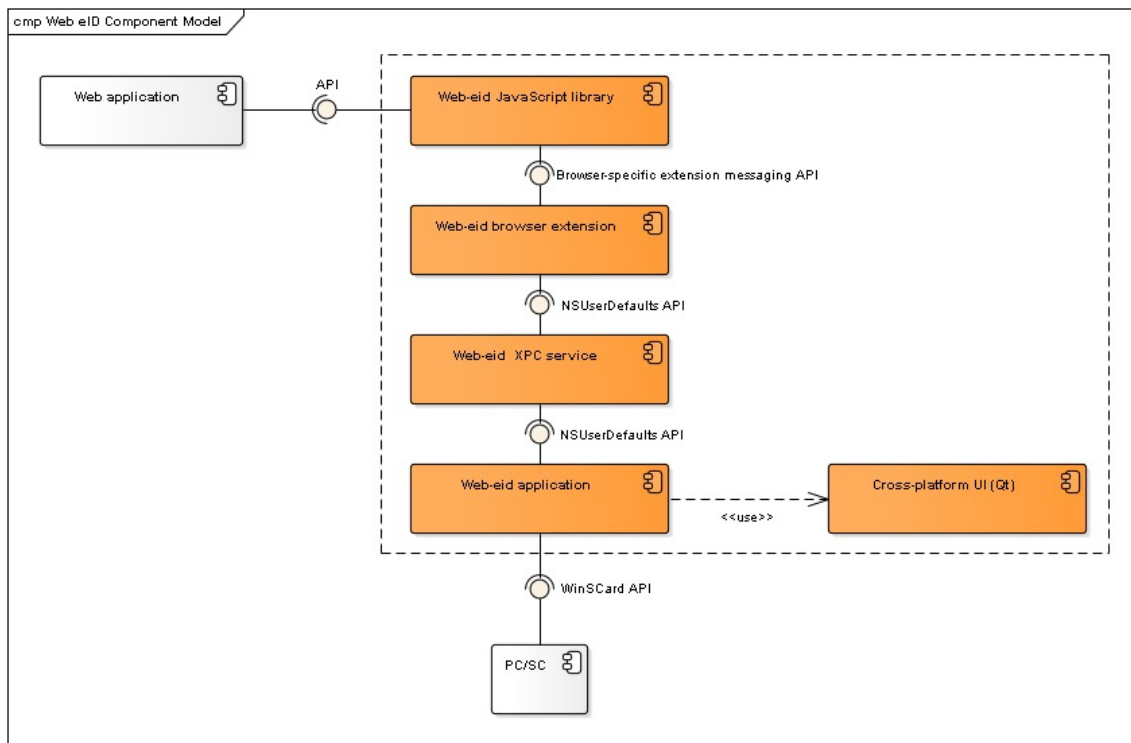 cmp Web eID Component Model
Web application
API
Web-eid JavaScript library
Browser-specific extension messaging API
Web-eid browser extension
NSUserDefaults API
Web-eid XPC service
NSUserDefaults API
Web-eid application
<<use>>
Cross-platform UI (Qt)
WinSCard API
PC/SC